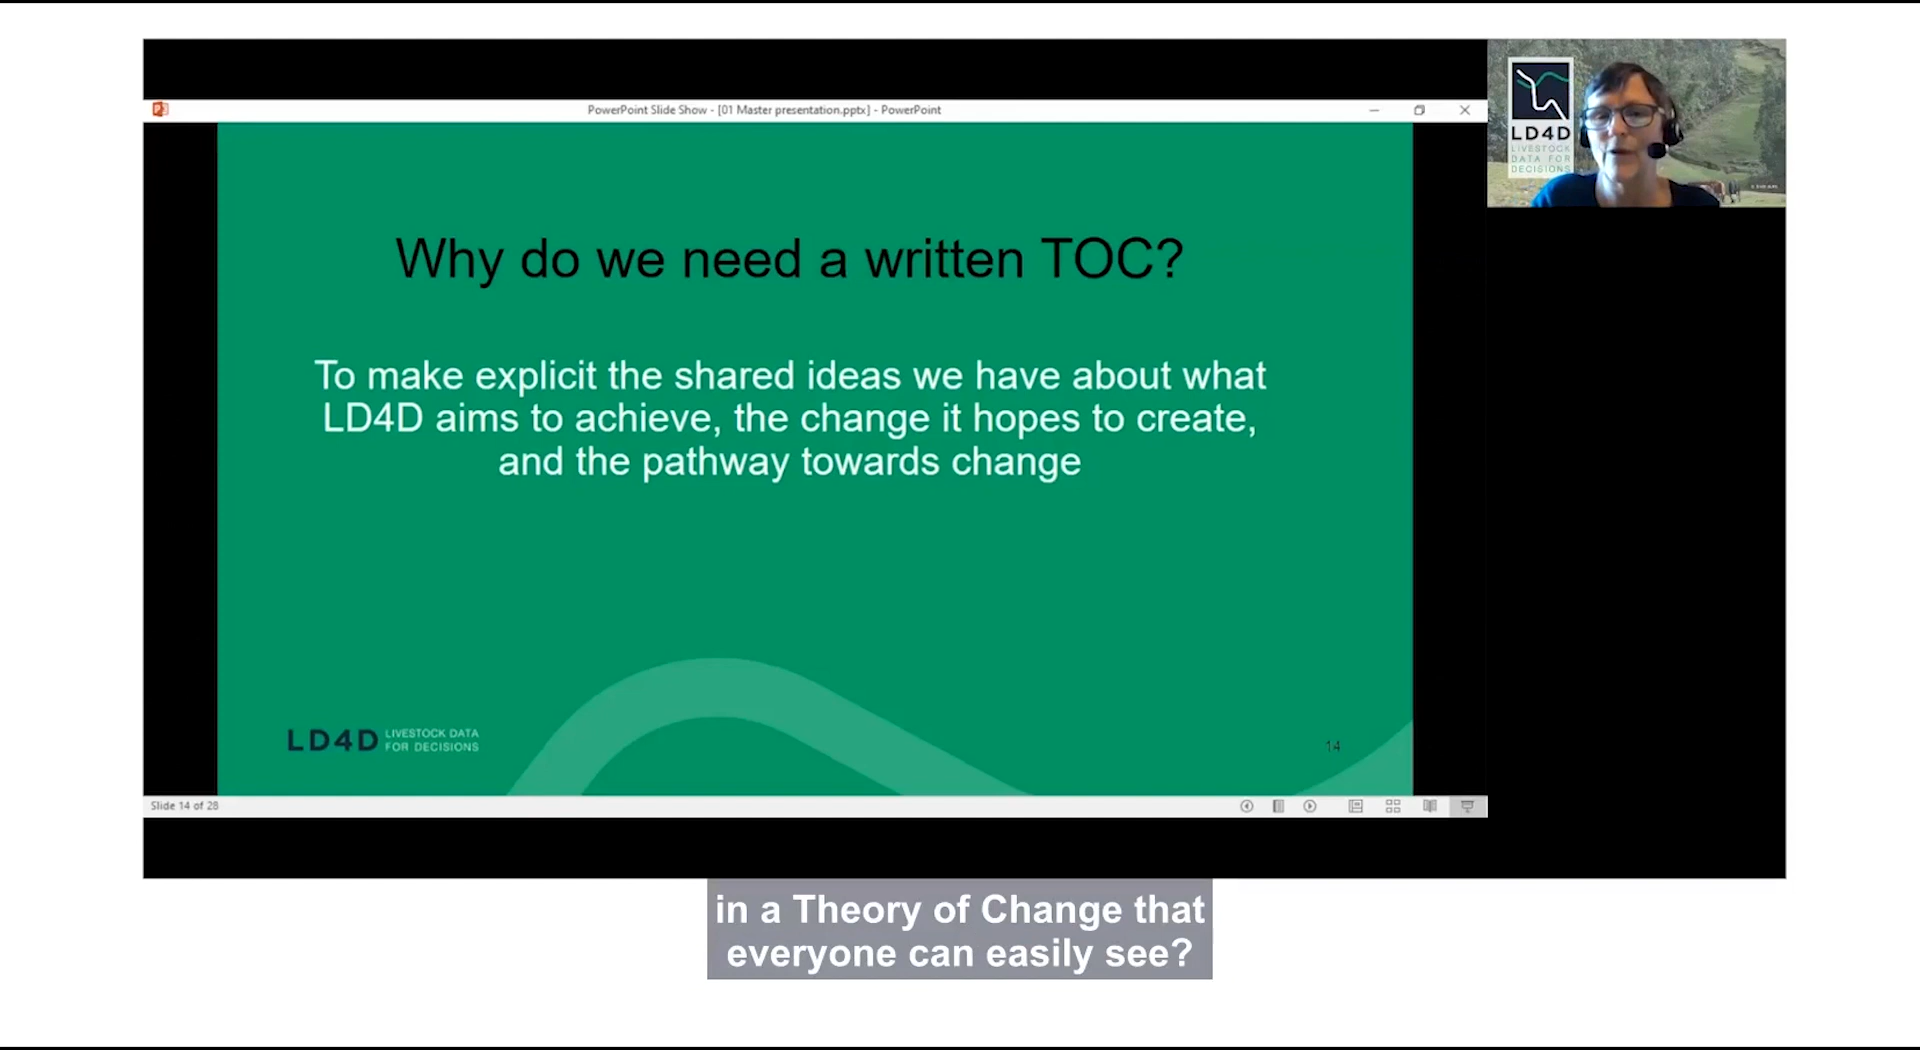 PowerPoint Slide Show - [01 Master presentation.pptx] - PowerPoint
LD4D
LIVESTOCK
DATA FOR
DECISIONS
Why do we need a written TOC?
To make explicit the shared ideas we have about what
LD4D aims to achieve, the change it hopes to create,
and the pathway towards change
LD4D LIVESTOCK DATA
FOR DECISIONS
14
Slide 14 of 28
in a Theory of Change that
everyone can easily see?